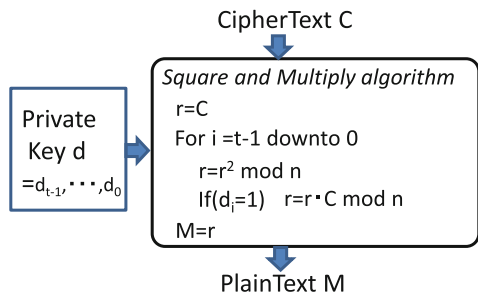 CipherText C
Square and Multiply algorithm
r=C
For i =t-1 downto 0
r=r² mod n
If(dᵢ=1) r=r・C mod n
M=r
Private
Key d
=dₜ₋₁,･･･,d₀
PlainText M